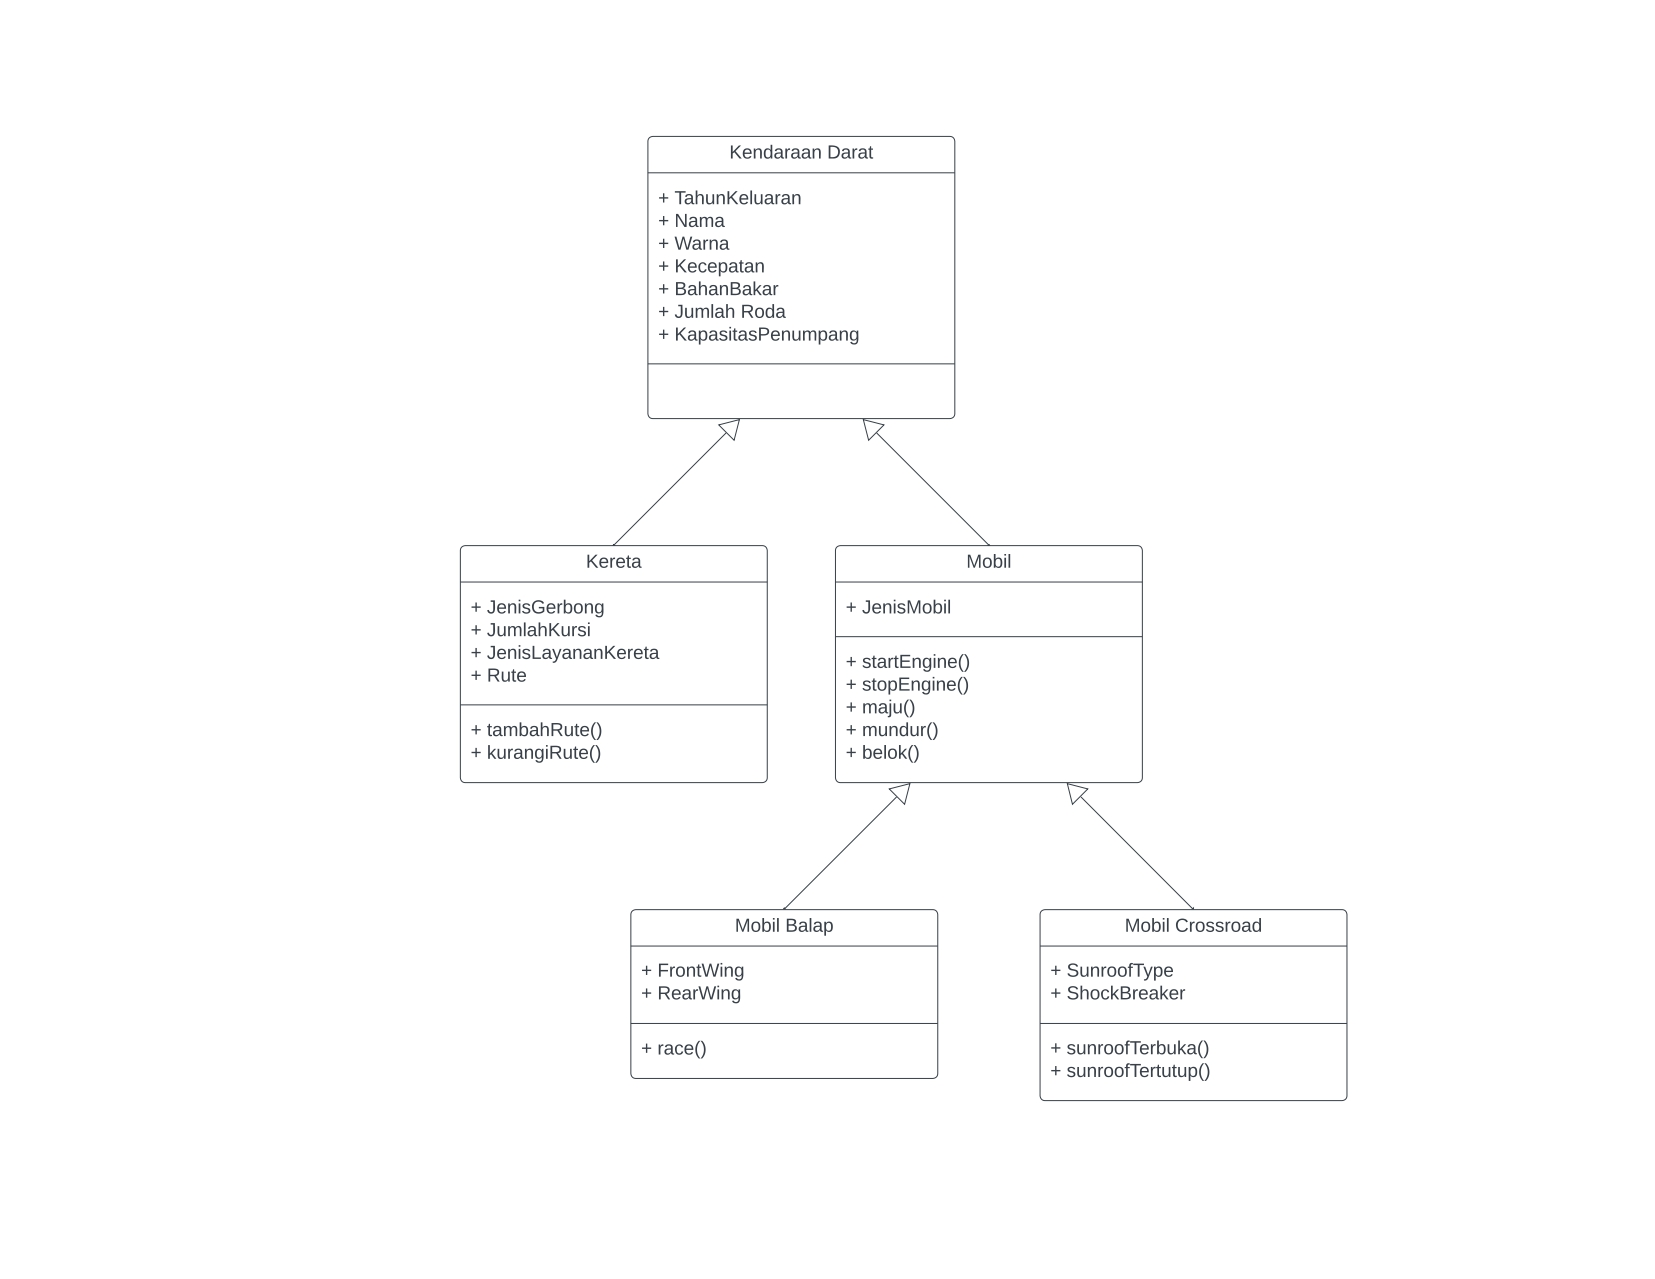 Kendaraan Darat
+ TahunKeluaran
+ Nama
+ Warna
+ Kecepatan
+ BahanBakar
+ Jumlah Roda
+ KapasitasPenumpang
Kereta
+ JenisGerbong
+ JumlahKursi
+ JenisLayananKereta
+ Rute
+ tambahRute()
+ kurangiRute()
Mobil
+ JenisMobil
+ startEngine()
+ stopEngine()
+ maju()
+ mundur()
+ belok()
Mobil Balap
+ FrontWing
+ RearWing
+ race()
Mobil Crossroad
+ SunroofType
+ ShockBreaker
+ sunroofTerbuka()
+ sunroofTertutup()